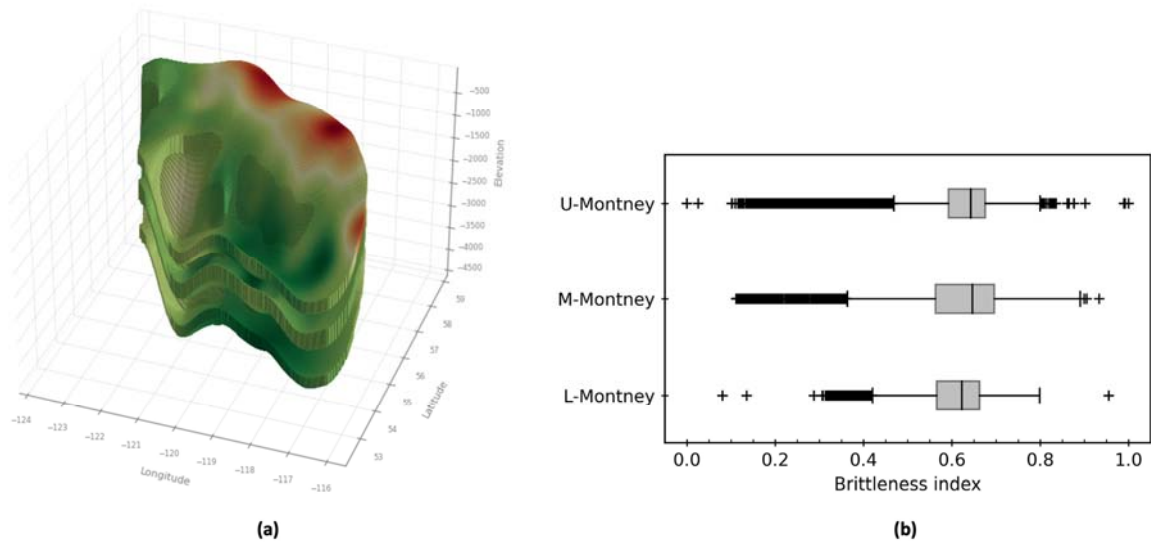 −500
−1000
−1500
−2000
−2500
−3000
−3500
−4000
−4500
Elevation
59
58
57
56
55
54
53
Latitude
−124
−123
−122
−121
−120
−119
−118
−117
−116
Longitude
(a)
U-Montney
M-Montney
L-Montney
0.0 0.2 0.4 0.6 0.8 1.0
Brittleness index
(b)